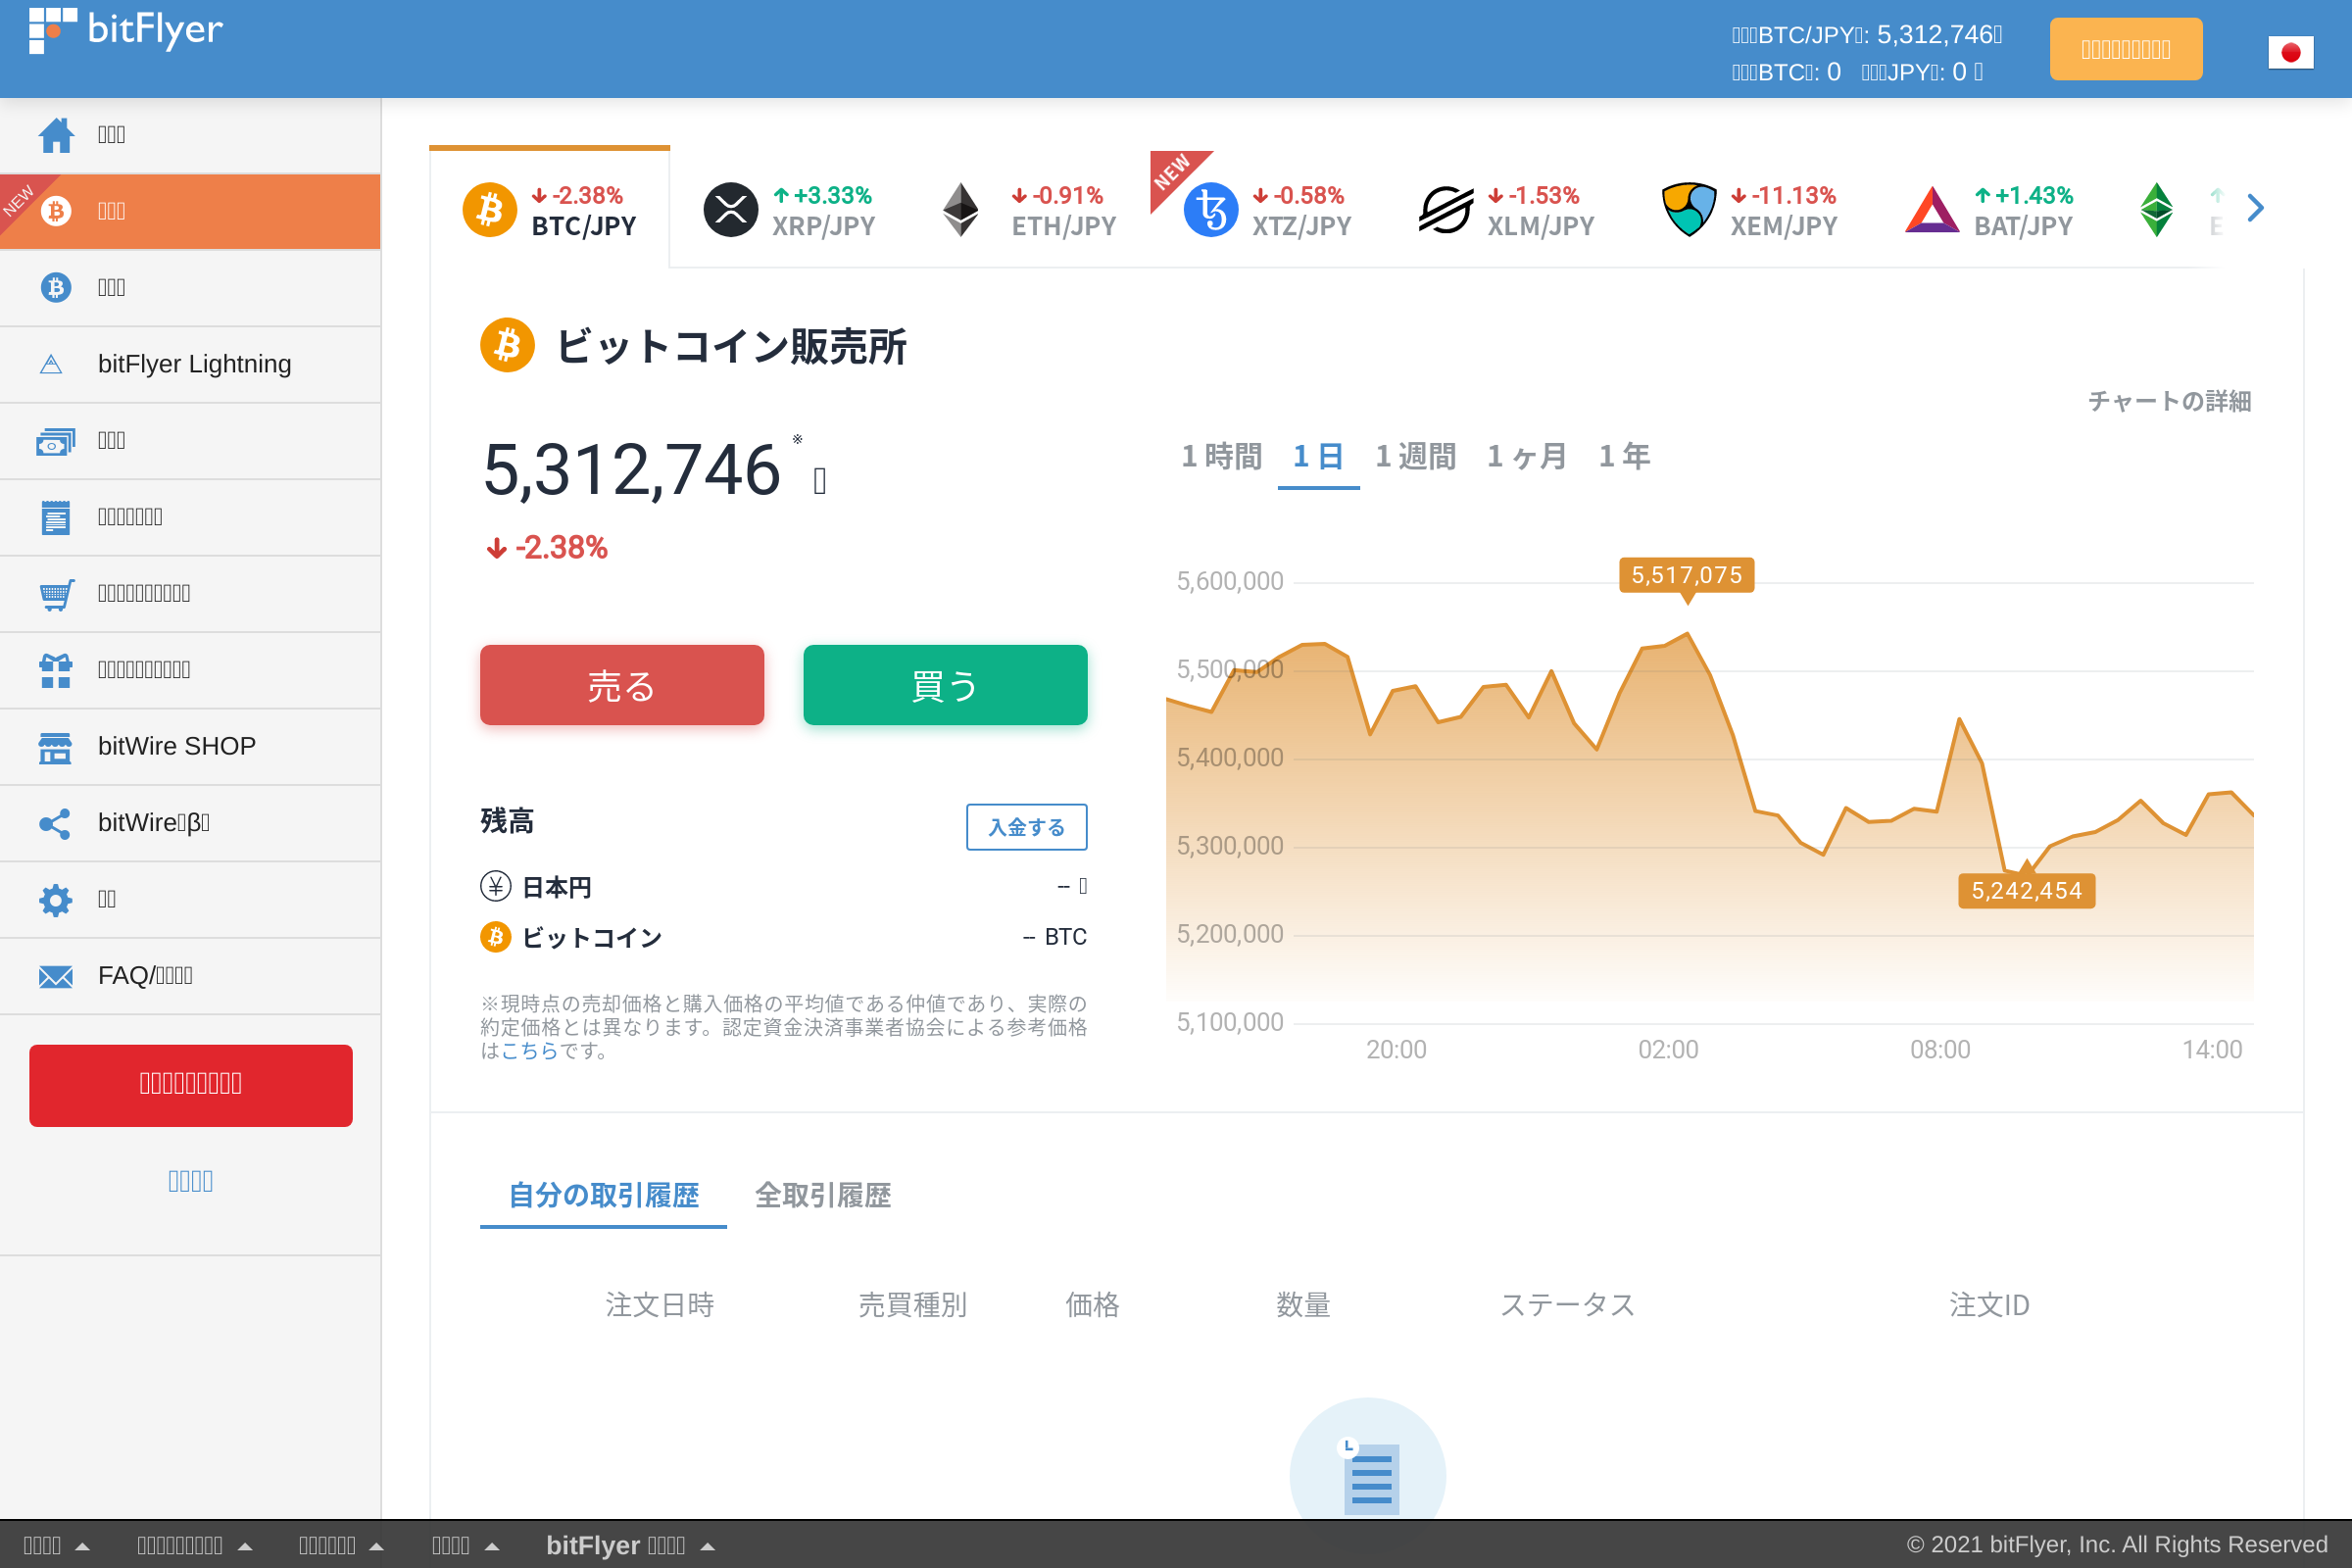 bitFlyer
BTC/JPY: 5,312,746
BTC: 0 JPY: 0
NEW
bitFlyer Lightning
bitWire SHOP
bitWire β
FAQ/
-2.38%
BTC/JPY
+3.33%
XRP/JPY
-0.91%
ETH/JPY
NEW
-0.58%
XTZ/JPY
-1.53%
XLM/JPY
-11.13%
XEM/JPY
+1.43%
BAT/JPY
ビットコイン販売所
チャートの詳細
5,312,746 ※
-2.38%
1 時間 1 日 1 週間 1 ヶ月 1 年
売る 買う
残高 入金する
日本円 --
ビットコイン -- BTC
※現時点の売却価格と購入価格の平均値である仲値であり、実際の
約定価格とは異なります。認定資金決済事業者協会による参考価格
はこちらです。
5,600,000
5,517,075
5,500,000
5,400,000
5,300,000
5,242,454
5,200,000
5,100,000
20:00 02:00 08:00 14:00
自分の取引履歴 全取引履歴
注文日時 売買種別 価格 数量 ステータス 注文ID
bitFlyer
© 2021 bitFlyer, Inc. All Rights Reserved